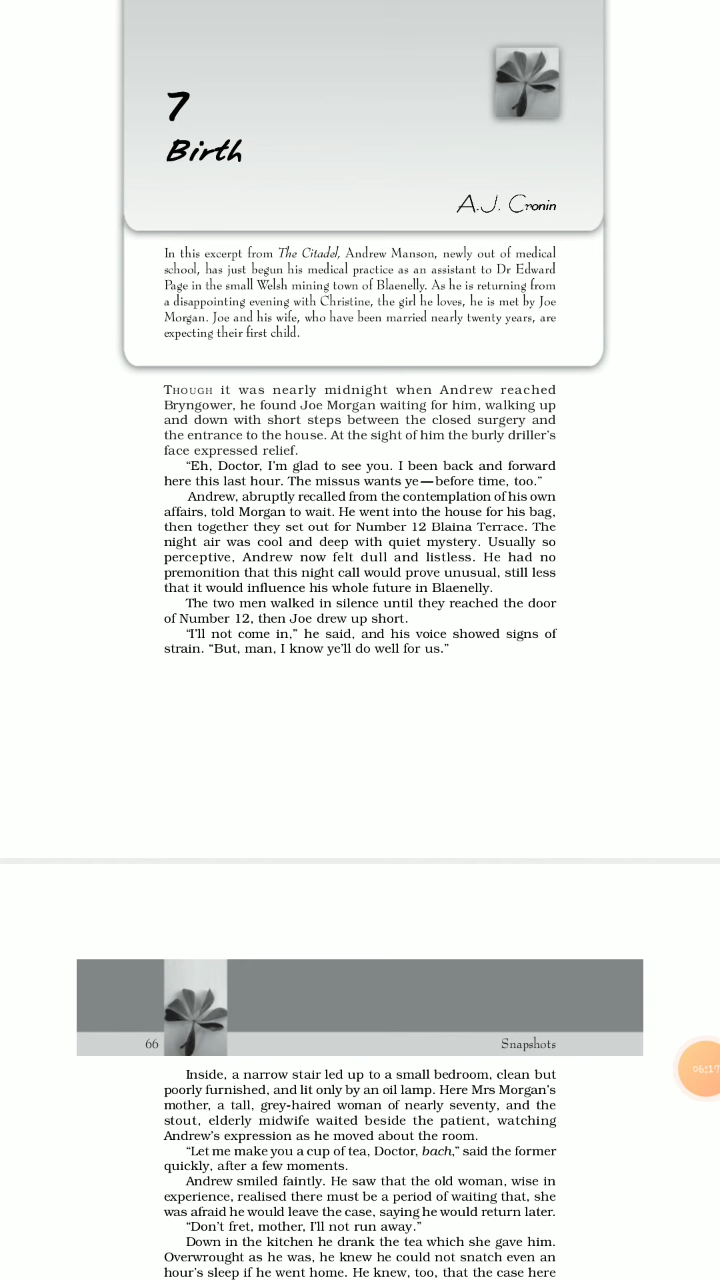 7
Birth
A.J. Cronin
In this excerpt from The Citadel, Andrew Manson, newly out of medical
school, has just begun his medical practice as an assistant to Dr Edward
Page in the small Welsh mining town of Blaenelly. As he is returning from
a disappointing evening with Christine, the girl he loves, he is met by Joe
Morgan. Joe and his wife, who have been married nearly twenty years, are
expecting their first child.
THOUGH it was nearly midnight when Andrew reached
Bryngower, he found Joe Morgan waiting for him, walking up
and down with short steps between the closed surgery and
the entrance to the house. At the sight of him the burly driller’s
face expressed relief.
“Eh, Doctor, I’m glad to see you. I been back and forward
here this last hour. The missus wants ye — before time, too.”
Andrew, abruptly recalled from the contemplation of his own
affairs, told Morgan to wait. He went into the house for his bag,
then together they set out for Number 12 Blaina Terrace. The
night air was cool and deep with quiet mystery. Usually so
perceptive, Andrew now felt dull and listless. He had no
premonition that this night call would prove unusual, still less
that it would influence his whole future in Blaenelly.
The two men walked in silence until they reached the door
of Number 12, then Joe drew up short.
“I’ll not come in,” he said, and his voice showed signs of
strain. “But, man, I know ye’ll do well for us.”
66
Snapshots
Inside, a narrow stair led up to a small bedroom, clean but
poorly furnished, and lit only by an oil lamp. Here Mrs Morgan’s
mother, a tall, grey-haired woman of nearly seventy, and the
stout, elderly midwife waited beside the patient, watching
Andrew’s expression as he moved about the room.
“Let me make you a cup of tea, Doctor, bach,” said the former
quickly, after a few moments.
Andrew smiled faintly. He saw that the old woman, wise in
experience, realised there must be a period of waiting that, she
was afraid he would leave the case, saying he would return later.
“Don’t fret, mother, I’ll not run away.”
Down in the kitchen he drank the tea which she gave him.
Overwrought as he was, he knew he could not snatch even an
hour’s sleep if he went home. He knew, too, that the case here